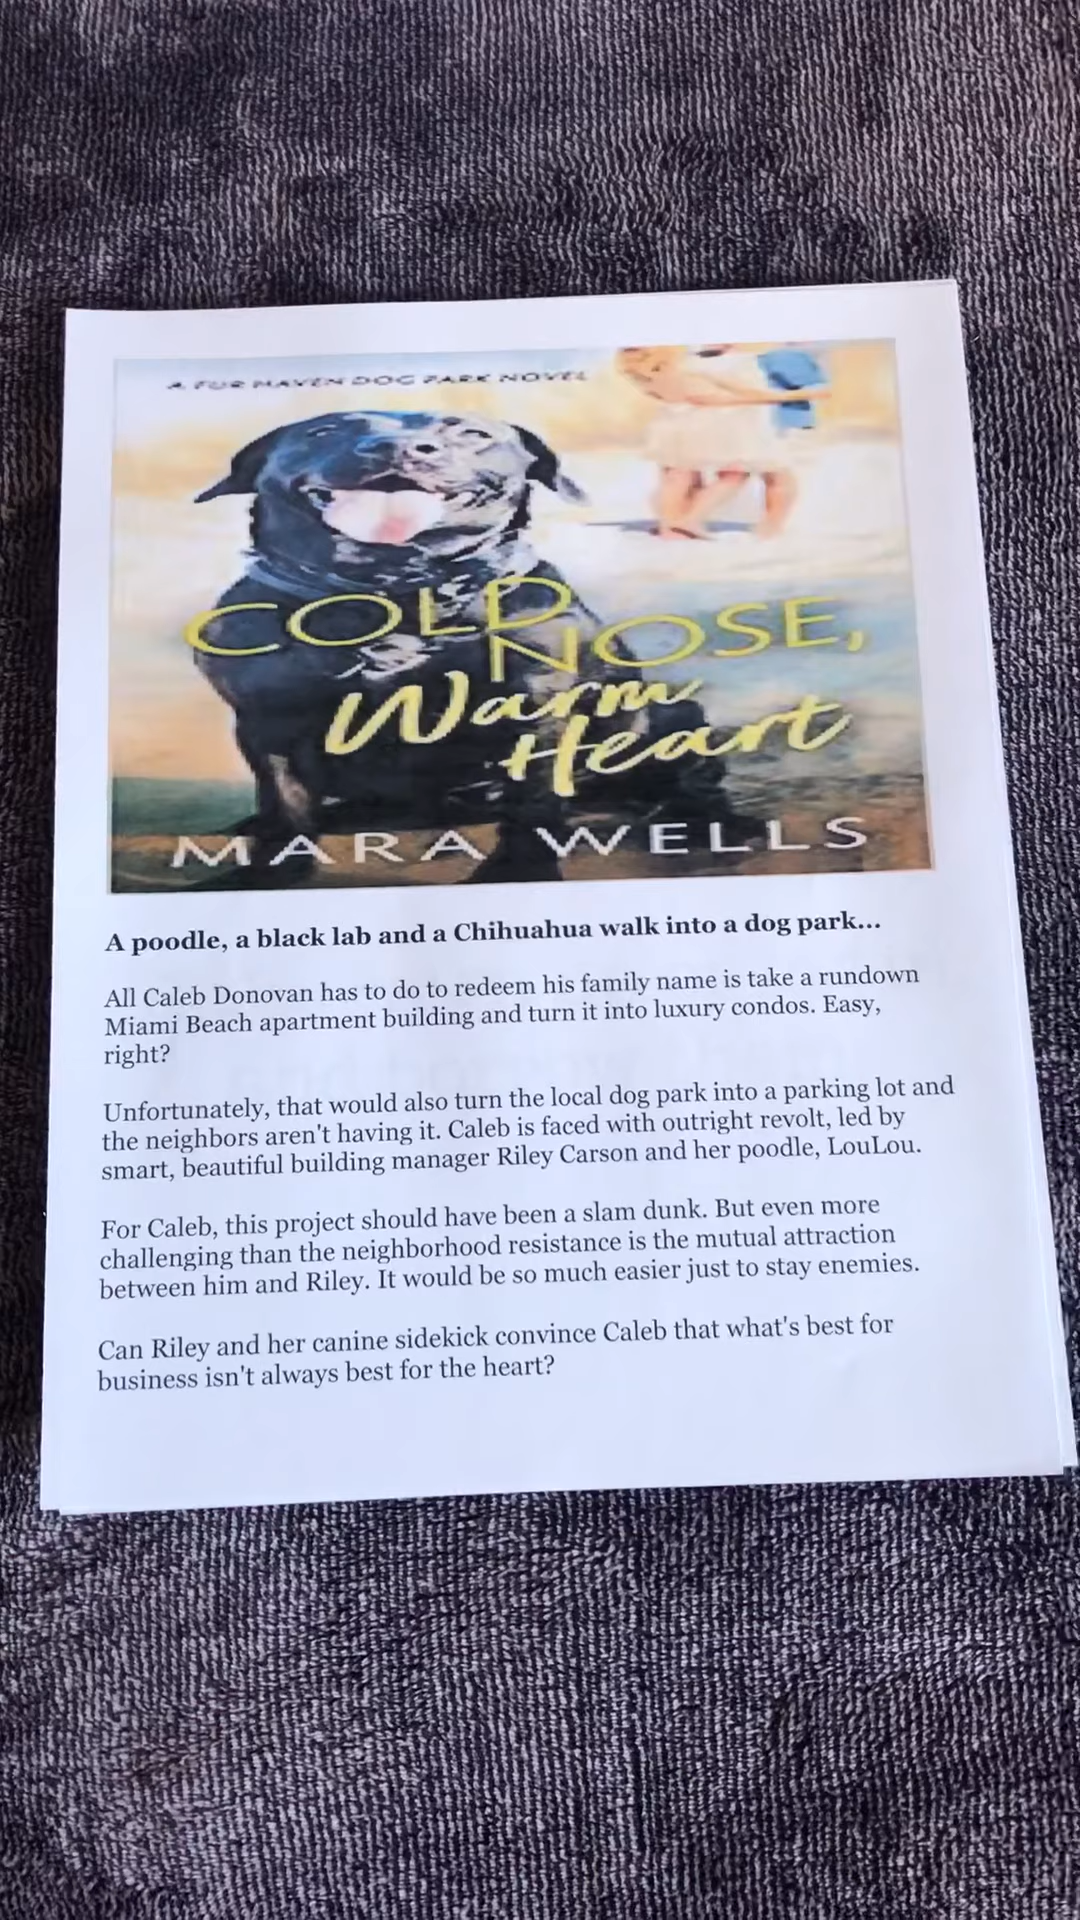 A FUR HAVEN DOG PARK NOVEL
COLD
NOSE,
Warm
Heart
MARA WELLS
A poodle, a black lab and a Chihuahua walk into a dog park...
All Caleb Donovan has to do to redeem his family name is take a rundown
Miami Beach apartment building and turn it into luxury condos. Easy,
right?
Unfortunately, that would also turn the local dog park into a parking lot and
the neighbors aren't having it. Caleb is faced with outright revolt, led by
smart, beautiful building manager Riley Carson and her poodle, LouLou.
For Caleb, this project should have been a slam dunk. But even more
challenging than the neighborhood resistance is the mutual attraction
between him and Riley. It would be so much easier just to stay enemies.
Can Riley and her canine sidekick convince Caleb that what's best for
business isn't always best for the heart?